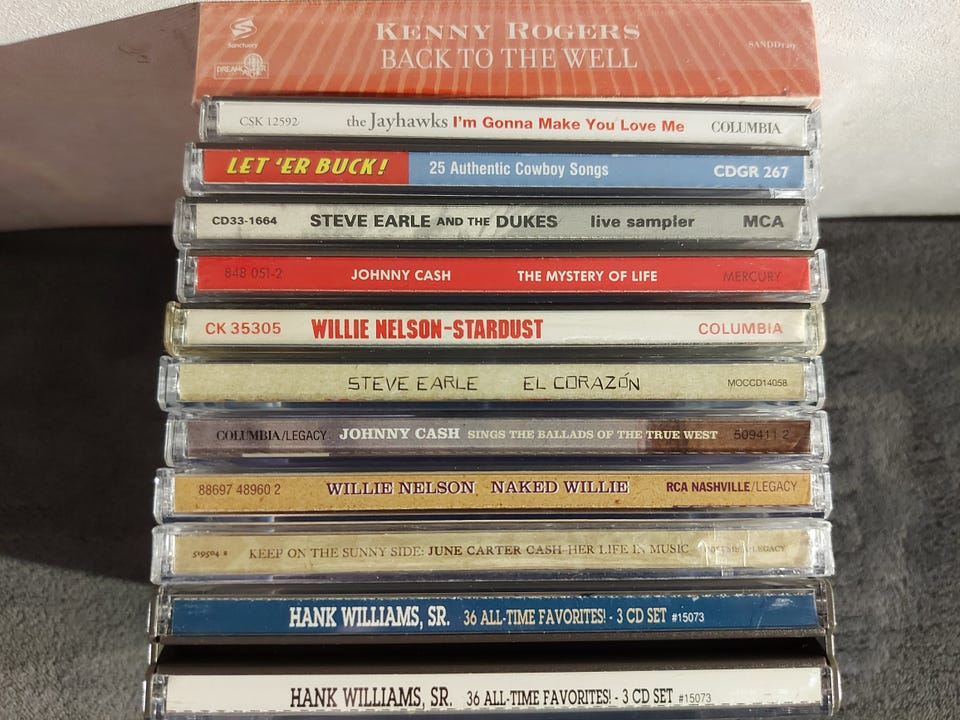 Sanctuary
KENNY ROGERS
BACK TO THE WELL
DREAMCATCHER
CSK 12592 the Jayhawks I'm Gonna Make You Love Me COLUMBIA
LET 'ER BUCK! 25 Authentic Cowboy Songs CDGR 267
CD33-1664 STEVE EARLE AND THE DUKES live sampler MCA
848 051-2 JOHNNY CASH THE MYSTERY OF LIFE MERCURY
CK 35305 WILLIE NELSON-STARDUST COLUMBIA
STEVE EARLE EL CORAZÓN MOCCD14058
COLUMBIA/LEGACY JOHNNY CASH SINGS THE BALLADS OF THE TRUE WEST 509411 2
88697 48960 2 WILLIE NELSON NAKED WILLIE RCA NASHVILLE/LEGACY
519504 2 KEEP ON THE SUNNY SIDE: JUNE CARTER CASH-HER LIFE IN MUSIC LEGACY
HANK WILLIAMS, SR. 36 ALL-TIME FAVORITES! - 3 CD SET #15073
HANK WILLIAMS, SR. 36 ALL-TIME FAVORITES! - 3 CD SET #15073